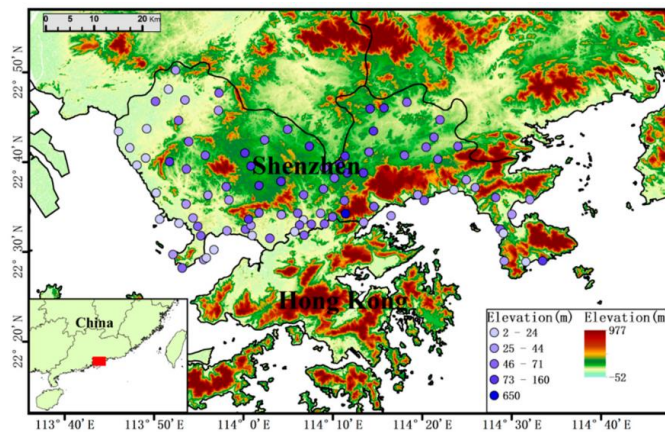 0 10 20 Km
22°50′N
22°40′N
22°30′N
22°20′N
Shenzhen
Hong Kong
China
Elevation(m)
2 - 24
25 - 44
46 - 71
73 - 160
650
Elevation(m)
977
-52
113°40′E 113°50′E 114°0′E 114°10′E 114°20′E 114°30′E 114°40′E